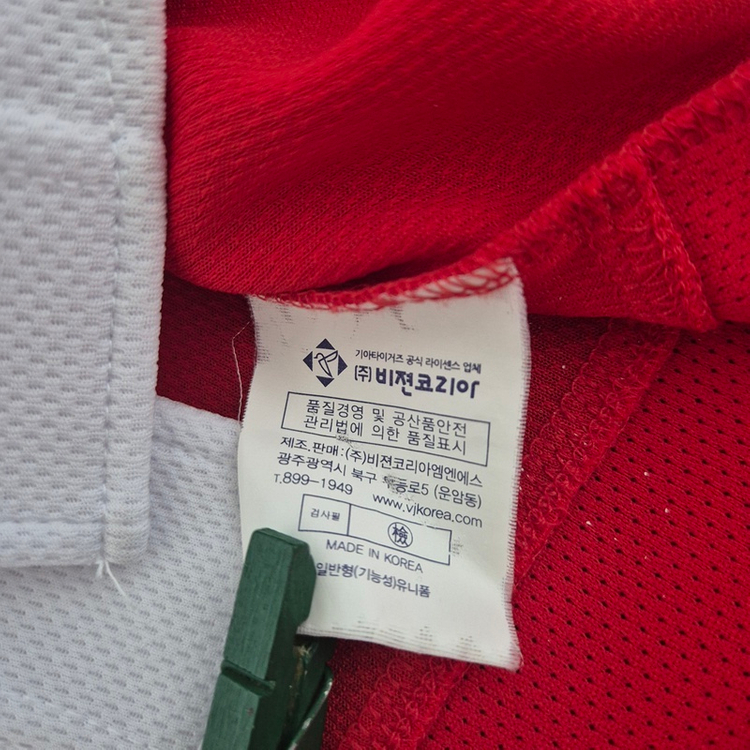 기아타이거즈 공식 라이센스 업체
(주)비젼코리아
품질경영 및 공산품안전
관리법에 의한 품질표시
제조.판매:(주)비젼코리아엠엔에스
광주광역시 북구 (운암동)
T.899-1949 www.vjkorea.com
검사필 檢
MADE IN KOREA
일반형(기능성)유니폼